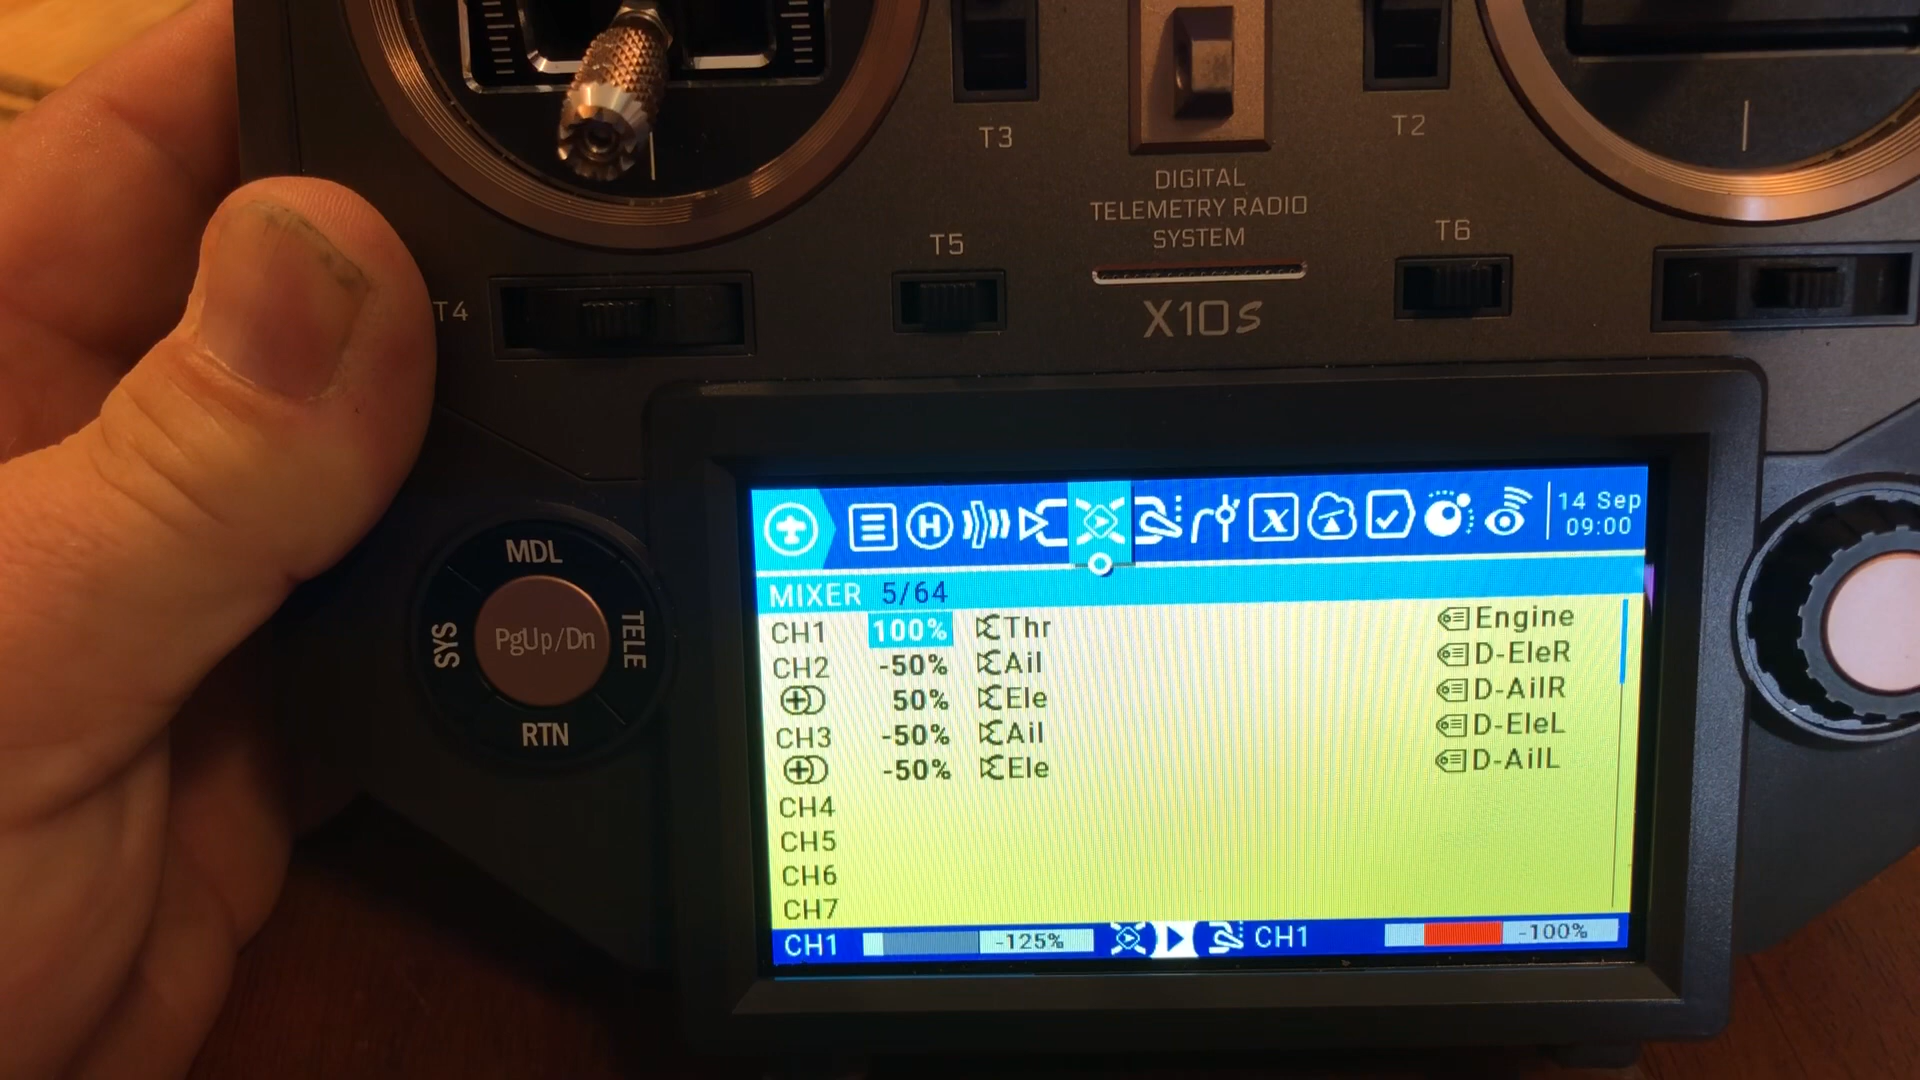 T3
T2
DIGITAL
TELEMETRY RADIO
SYSTEM
T5
T6
T4
X10S
MDL
SYS
PgUp/Dn
TELE
RTN
14 Sep
09:00
MIXER 5/64
CH1 100% Thr Engine
CH2 -50% Ail D-EleR
50% Ele D-AilR
CH3 -50% Ail D-EleL
-50% Ele D-AilL
CH4
CH5
CH6
CH7
CH1 -125% CH1 -100%